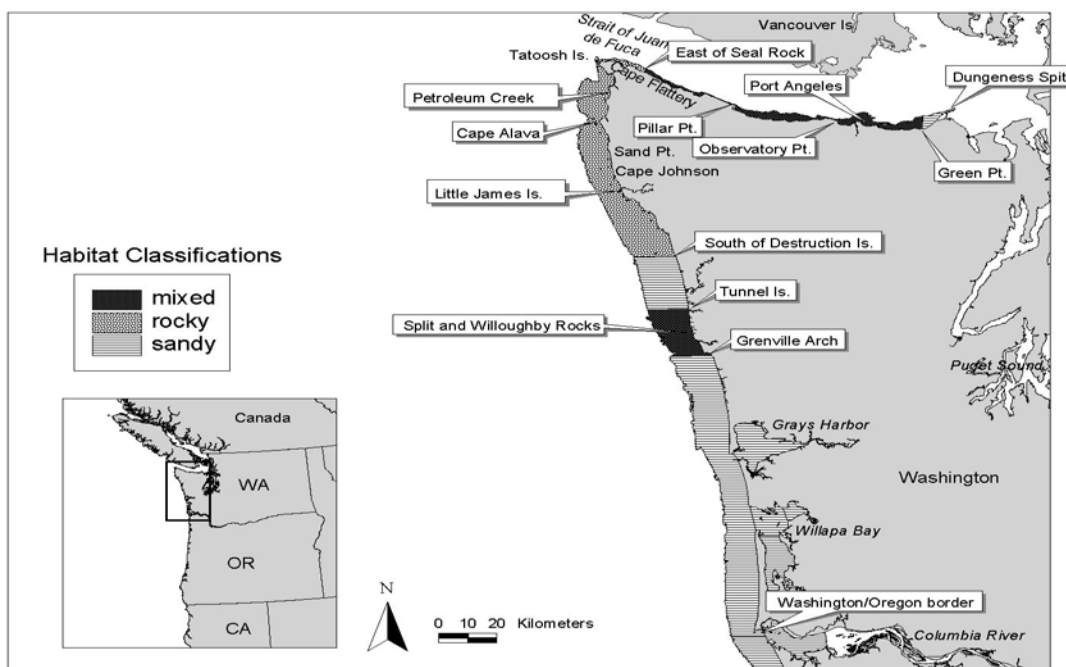 Vancouver Is
Strait of Juan
de Fuca
East of Seal Rock
Tatoosh Is.
Cape Flattery
Port Angeles
Dungeness Spit
Petroleum Creek
Pillar Pt.
Cape Alava
Observatory Pt.
Sand Pt.
Green Pt.
Cape Johnson
Little James Is.
South of Destruction Is.
Habitat Classifications
mixed
rocky
sandy
Tunnel Is.
Split and Willoughby Rocks
Grenville Arch
Puget Sound
Grays Harbor
Canada
Washington
WA
Willapa Bay
OR
N
Washington/Oregon border
0 10 20 Kilometers
CA
Columbia River